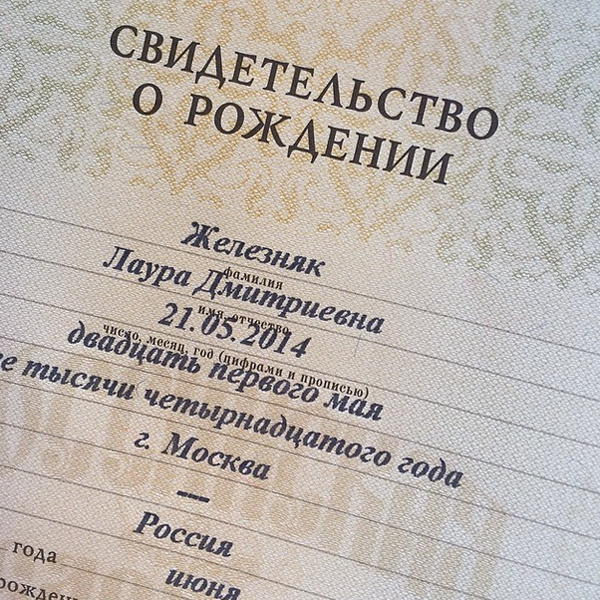 СВИДЕТЕЛЬСТВО
О РОЖДЕНИИ
Железняк
фамилия
Лаура Дмитриевна
имя, отчество
21.05.2014
число, месяц, год (цифрами и прописью)
двадцать первого мая
тысячи четырнадцатого года
г. Москва
—
Россия
года
июня